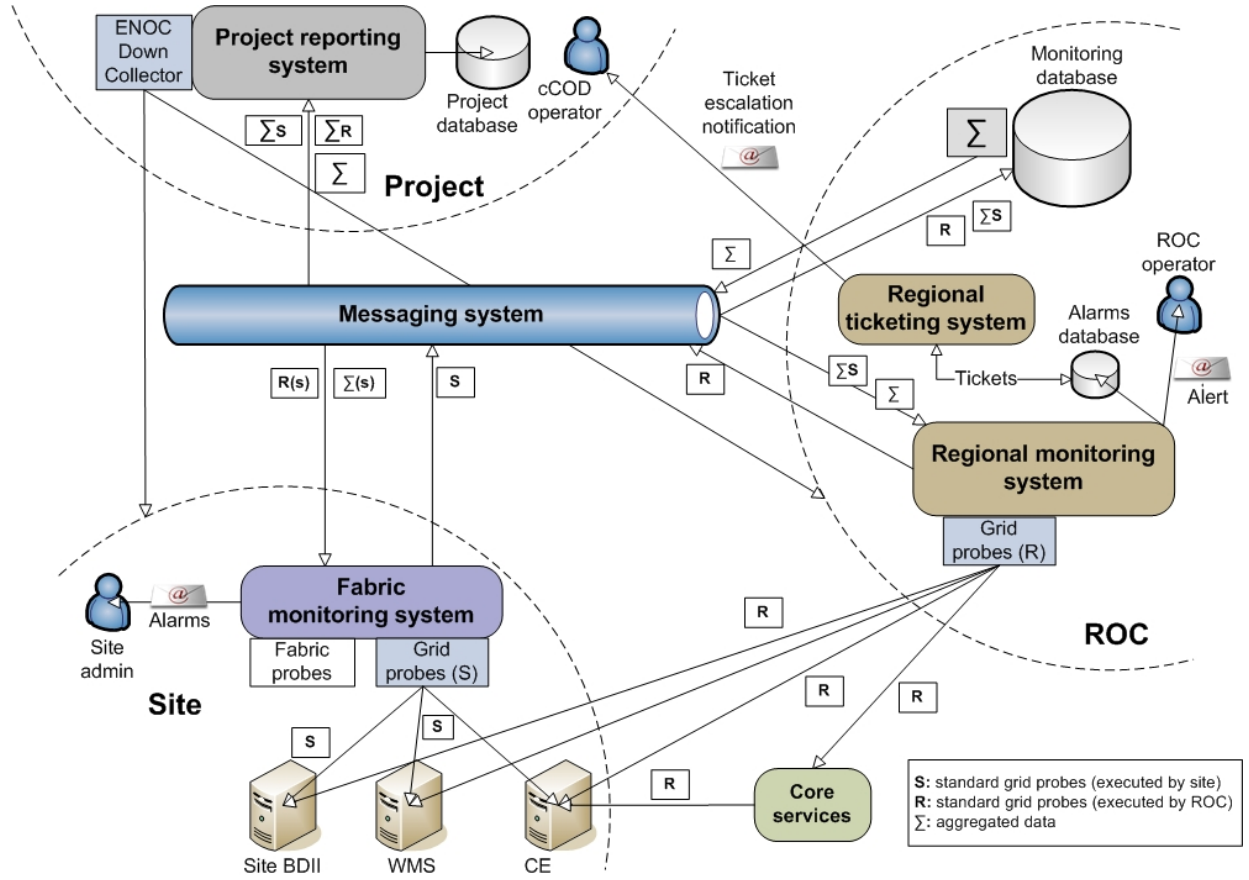 ENOC
Down
Collector
Project reporting
system
Project
database
cCOD
operator
Ticket
escalation
notification
@
Monitoring
database
∑S
∑R
∑
Project
∑
∑
R
∑S
ROC
operator
Regional
ticketing system
Alarms
database
Tickets
@
Alert
Messaging system
R(s)
∑(s)
S
R
∑S
∑
Regional monitoring
system
Grid
probes (R)
ROC
Fabric
monitoring system
@
Alarms
Site
admin
Fabric
probes
Grid
probes (S)
Site
S
S
R
R
R
R
Site BDII
WMS
CE
Core
services
S: standard grid probes (executed by site)
R: standard grid probes (executed by ROC)
∑: aggregated data